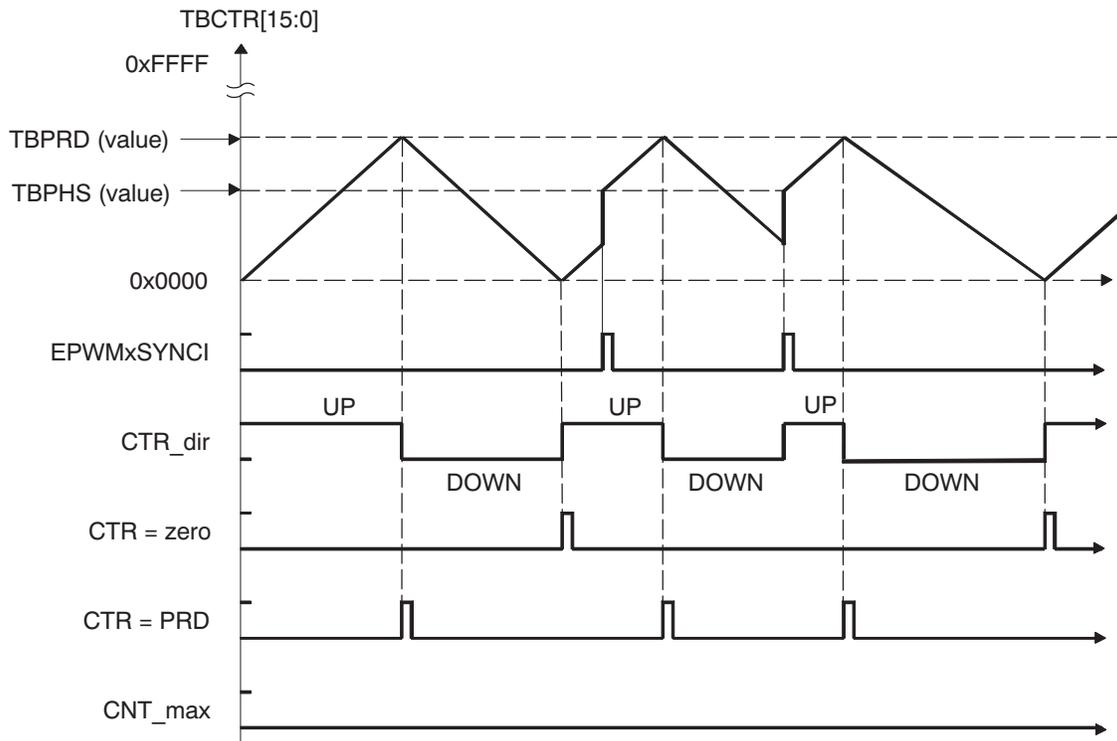 TBCTR[15:0]
0xFFFF
TBPRD (value)
TBPHS (value)
0x0000
EPWMxSYNCI
UP
UP
UP
CTR_dir
DOWN
DOWN
DOWN
CTR = zero
CTR = PRD
CNT_max